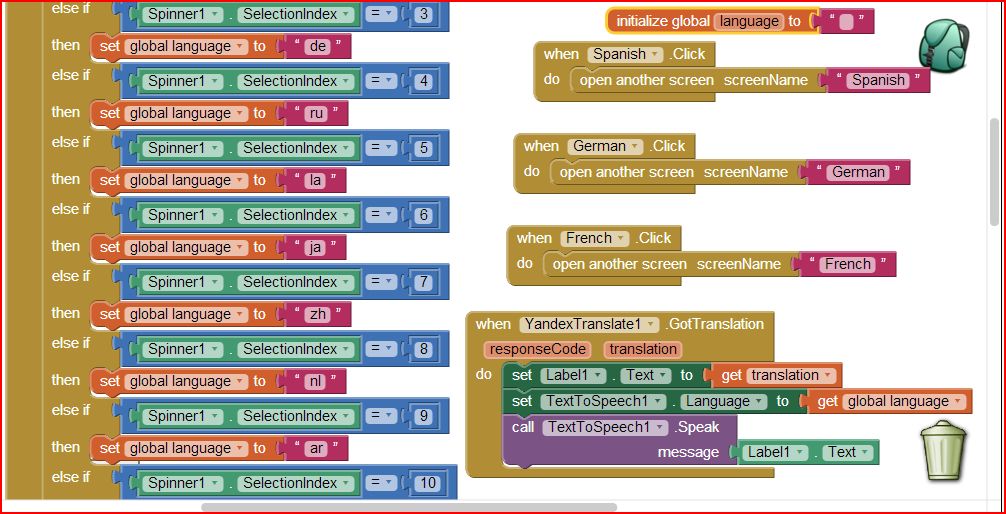 else if Spinner1 . SelectionIndex = 3
then set global language to " de "
else if Spinner1 . SelectionIndex = 4
then set global language to " ru "
else if Spinner1 . SelectionIndex = 5
then set global language to " la "
else if Spinner1 . SelectionIndex = 6
then set global language to " ja "
else if Spinner1 . SelectionIndex = 7
then set global language to " zh "
else if Spinner1 . SelectionIndex = 8
then set global language to " nl "
else if Spinner1 . SelectionIndex = 9
then set global language to " ar "
else if Spinner1 . SelectionIndex = 10
initialize global language to " "
when Spanish .Click
do open another screen screenName " Spanish "
when German .Click
do open another screen screenName " German "
when French .Click
do open another screen screenName " French "
when YandexTranslate1 .GotTranslation
responseCode translation
do set Label1 . Text to get translation
set TextToSpeech1 . Language to get global language
call TextToSpeech1 .Speak
message Label1 . Text